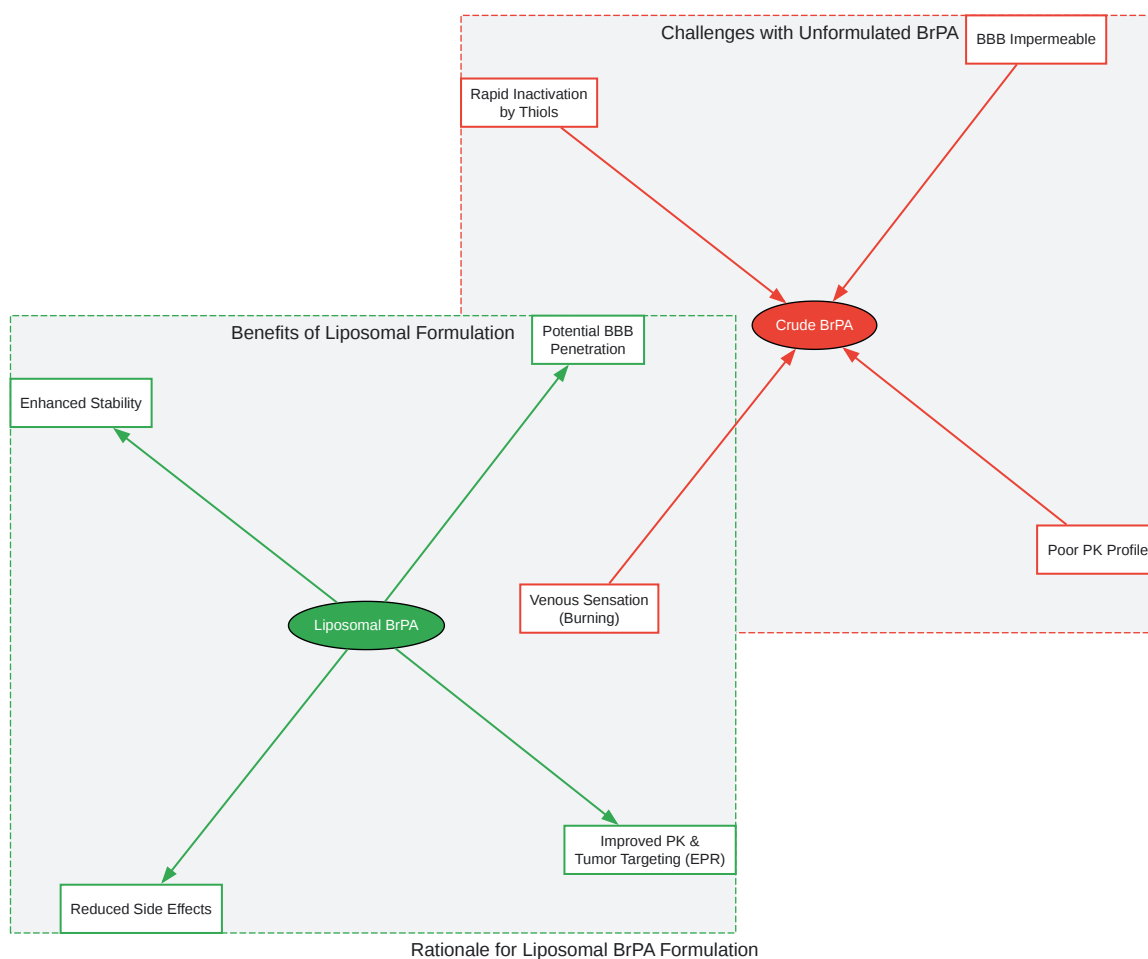 Challenges with Unformulated BrPA
BBB Impermeable
Rapid Inactivation
by Thiols
Crude BrPA
Benefits of Liposomal Formulation
Potential BBB
Penetration
Enhanced Stability
Poor PK Profile
Venous Sensation
(Burning)
Liposomal BrPA
Improved PK &
Tumor Targeting (EPR)
Reduced Side Effects
Rationale for Liposomal BrPA Formulation